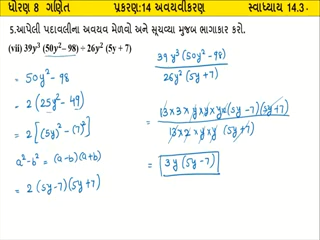 ધોરણ 8 ગણિત પ્રકરણ:14 અવયવીકરણ સ્વાધ્યાય 14.3
5.આપેલી પદાવલીના અવયવ મેળવો અને સૂચવ્યા મુજબ ભાગાકાર કરો.
(vii) 39y³ (50y² – 98) ÷ 26y² (5y + 7)
= 50y² - 98
= 2 (25y² - 49)
= 2 [(5y)² - (7)²]
a² - b² = (a-b)(a+b)
= 2 (5y-7)(5y+7)
39y³ (50y² - 98)
26y² (5y+7)
= 13×3×y×y×y×2(5y-7)(5y+7)
13×2×y×y (5y+7)
= 3y (5y-7)